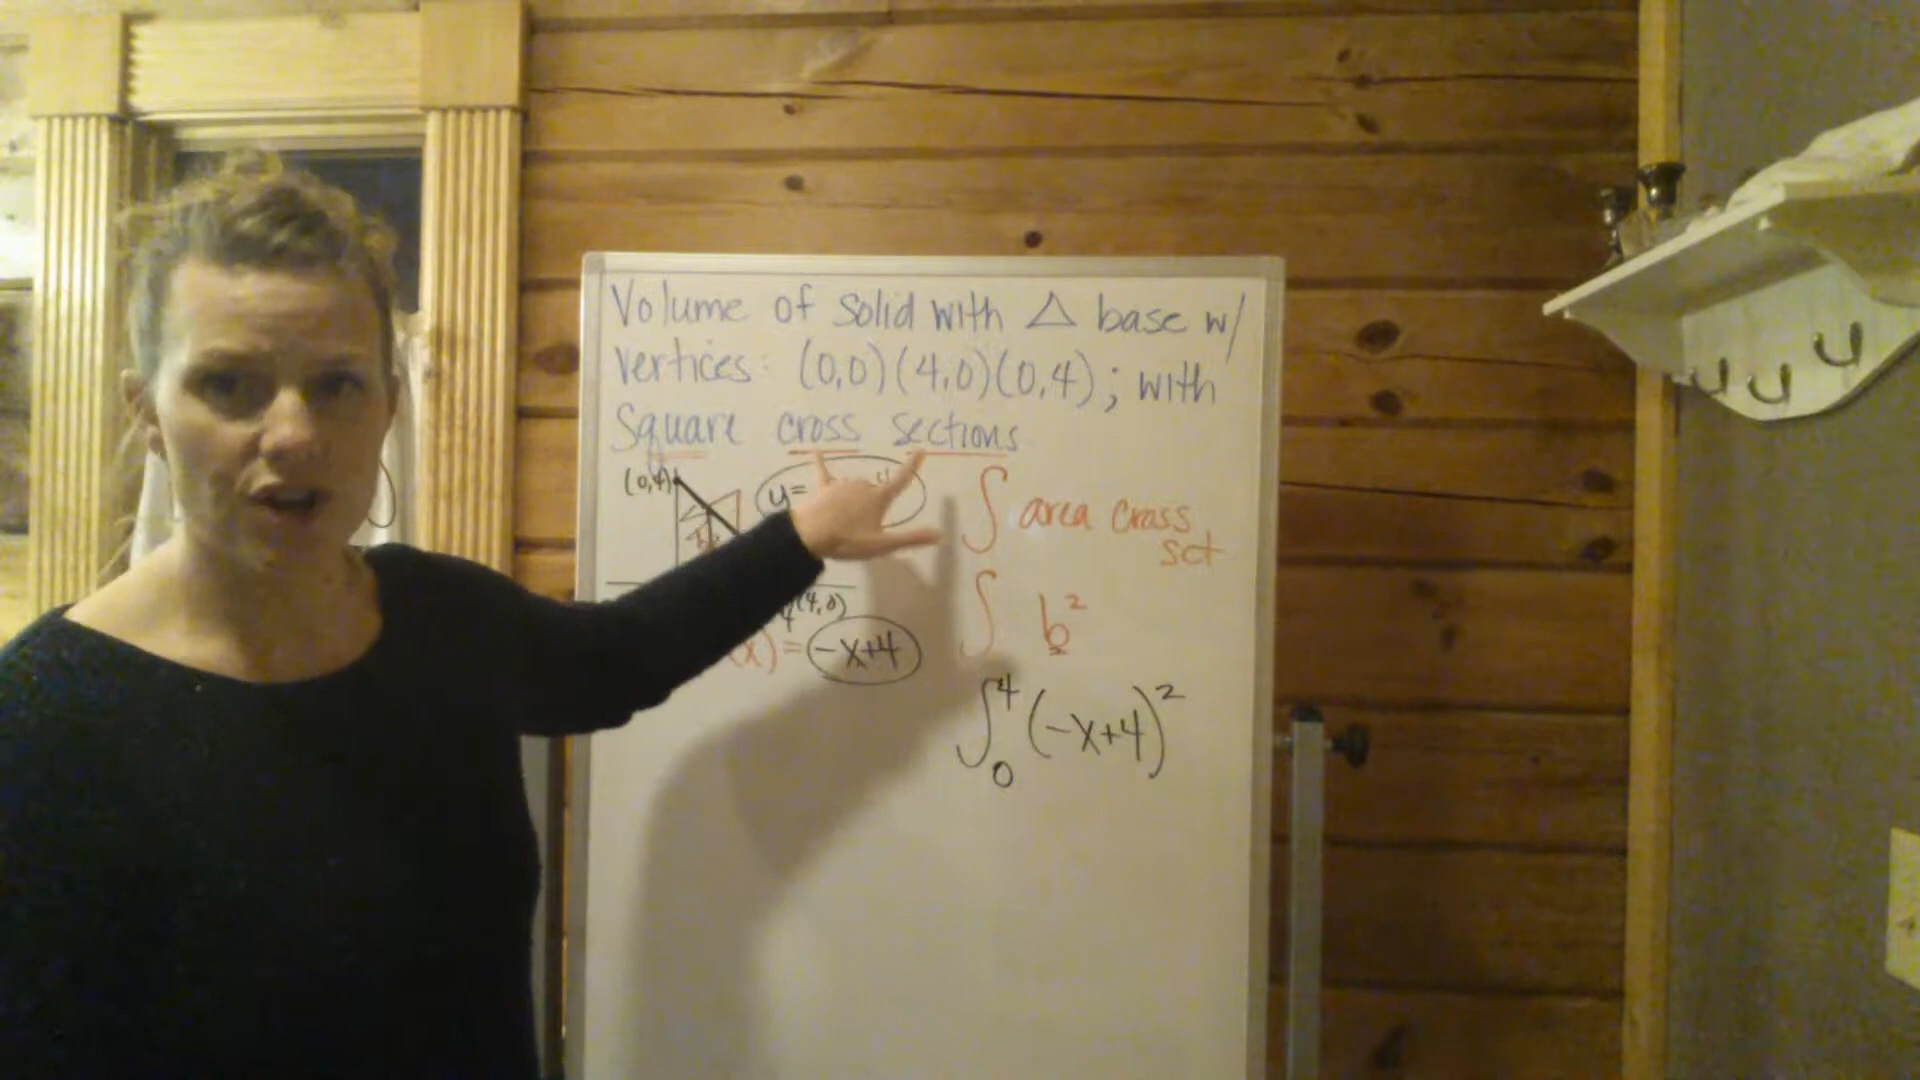 Volume of solid with △ base w/
vertices: (0,0)(4,0)(0,4); with
square cross sections
(0,4)
y=
∫ area cross
sct
(4,0)
∫ b²
(x) = -x+4
∫₀⁴ (-x+4)²